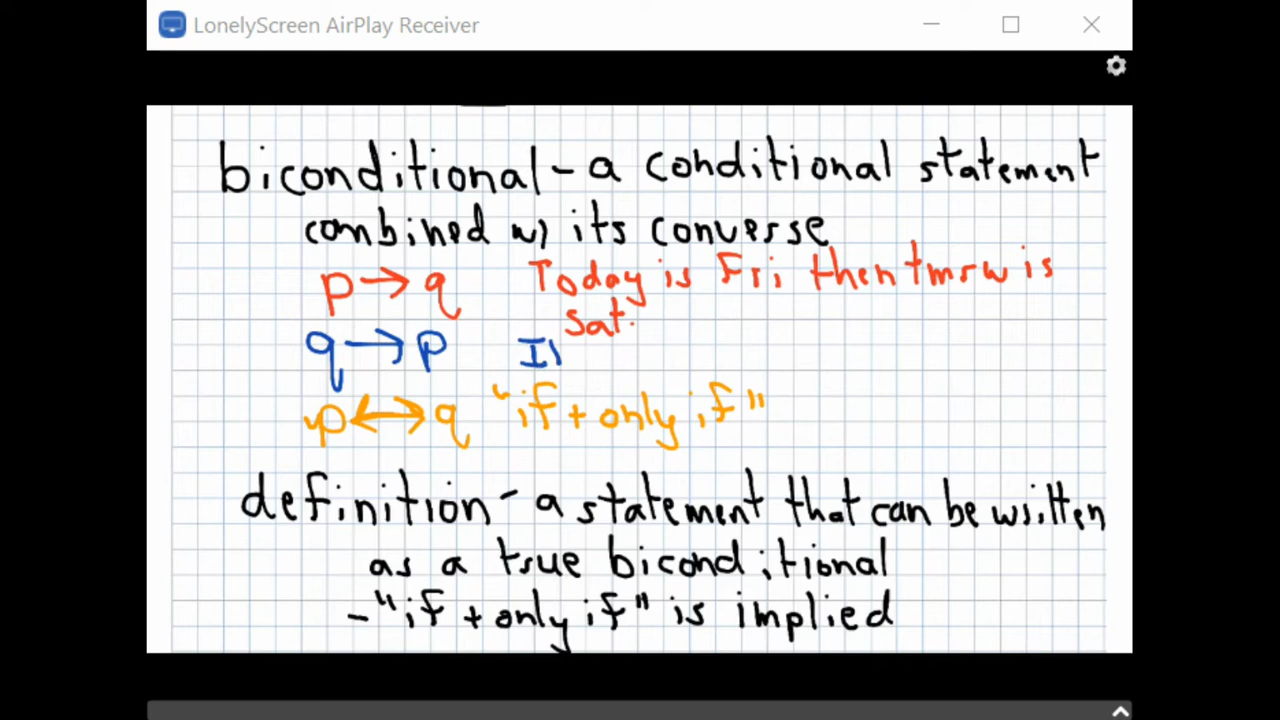 LonelyScreen AirPlay Receiver
biconditional - a conditional statement
combined w/ its converse
p → q Today is Fri, then tmrw is
Sat.
q → p I\
p ↔ q "if + only if"
definition - a statement that can be written
as a true biconditional
- "if + only if" is implied